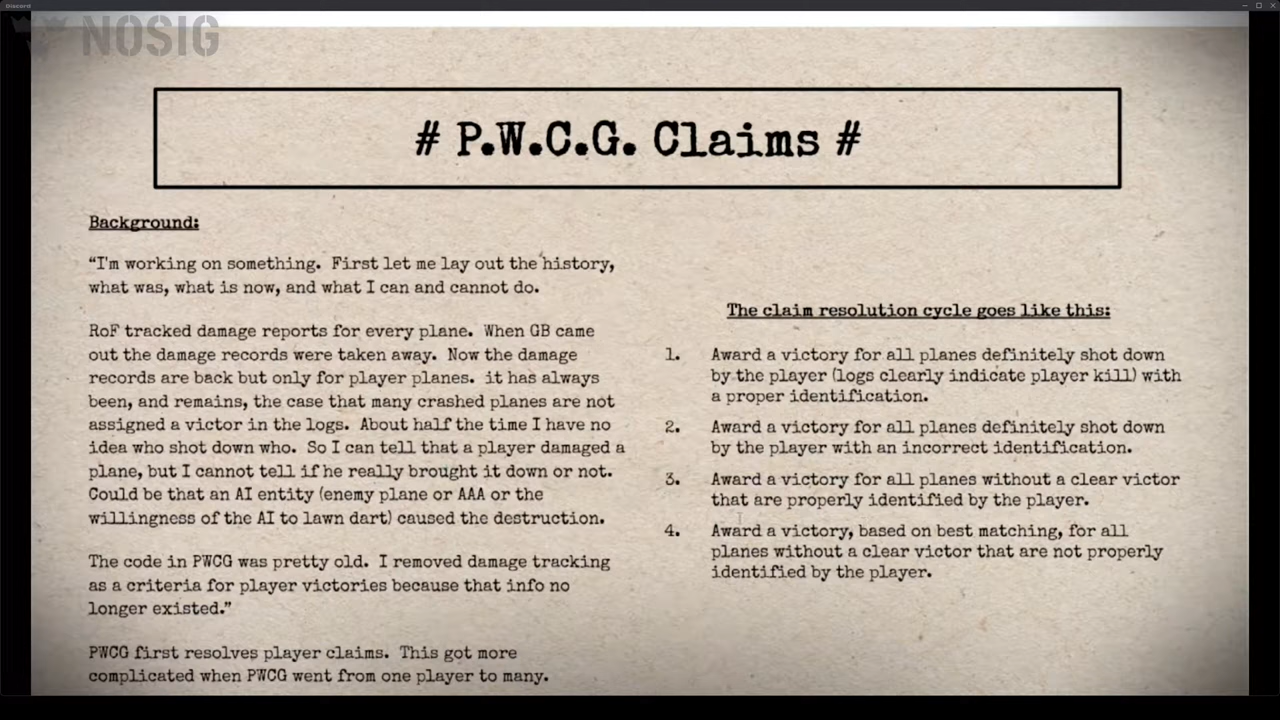 Discord
NOSIG
# P.W.C.G. Claims #
Background:
“I'm working on something. First let me lay out the history,
what was, what is now, and what I can and cannot do.
RoF tracked damage reports for every plane. When GB came
out the damage records were taken away. Now the damage
records are back but only for player planes. it has always
been, and remains, the case that many crashed planes are not
assigned a victor in the logs. About half the time I have no
idea who shot down who. So I can tell that a player damaged a
plane, but I cannot tell if he really brought it down or not.
Could be that an AI entity (enemy plane or AAA or the
willingness of the AI to lawn dart) caused the destruction.
The code in PWCG was pretty old. I removed damage tracking
as a criteria for player victories because that info no
longer existed.”
PWCG first resolves player claims. This got more
complicated when PWCG went from one player to many.
The claim resolution cycle goes like this:
1. Award a victory for all planes definitely shot down
by the player (logs clearly indicate player kill) with
a proper identification.
2. Award a victory for all planes definitely shot down
by the player with an incorrect identification.
3. Award a victory for all planes without a clear victor
that are properly identified by the player.
4. Award a victory, based on best matching, for all
planes without a clear victor that are not properly
identified by the player.